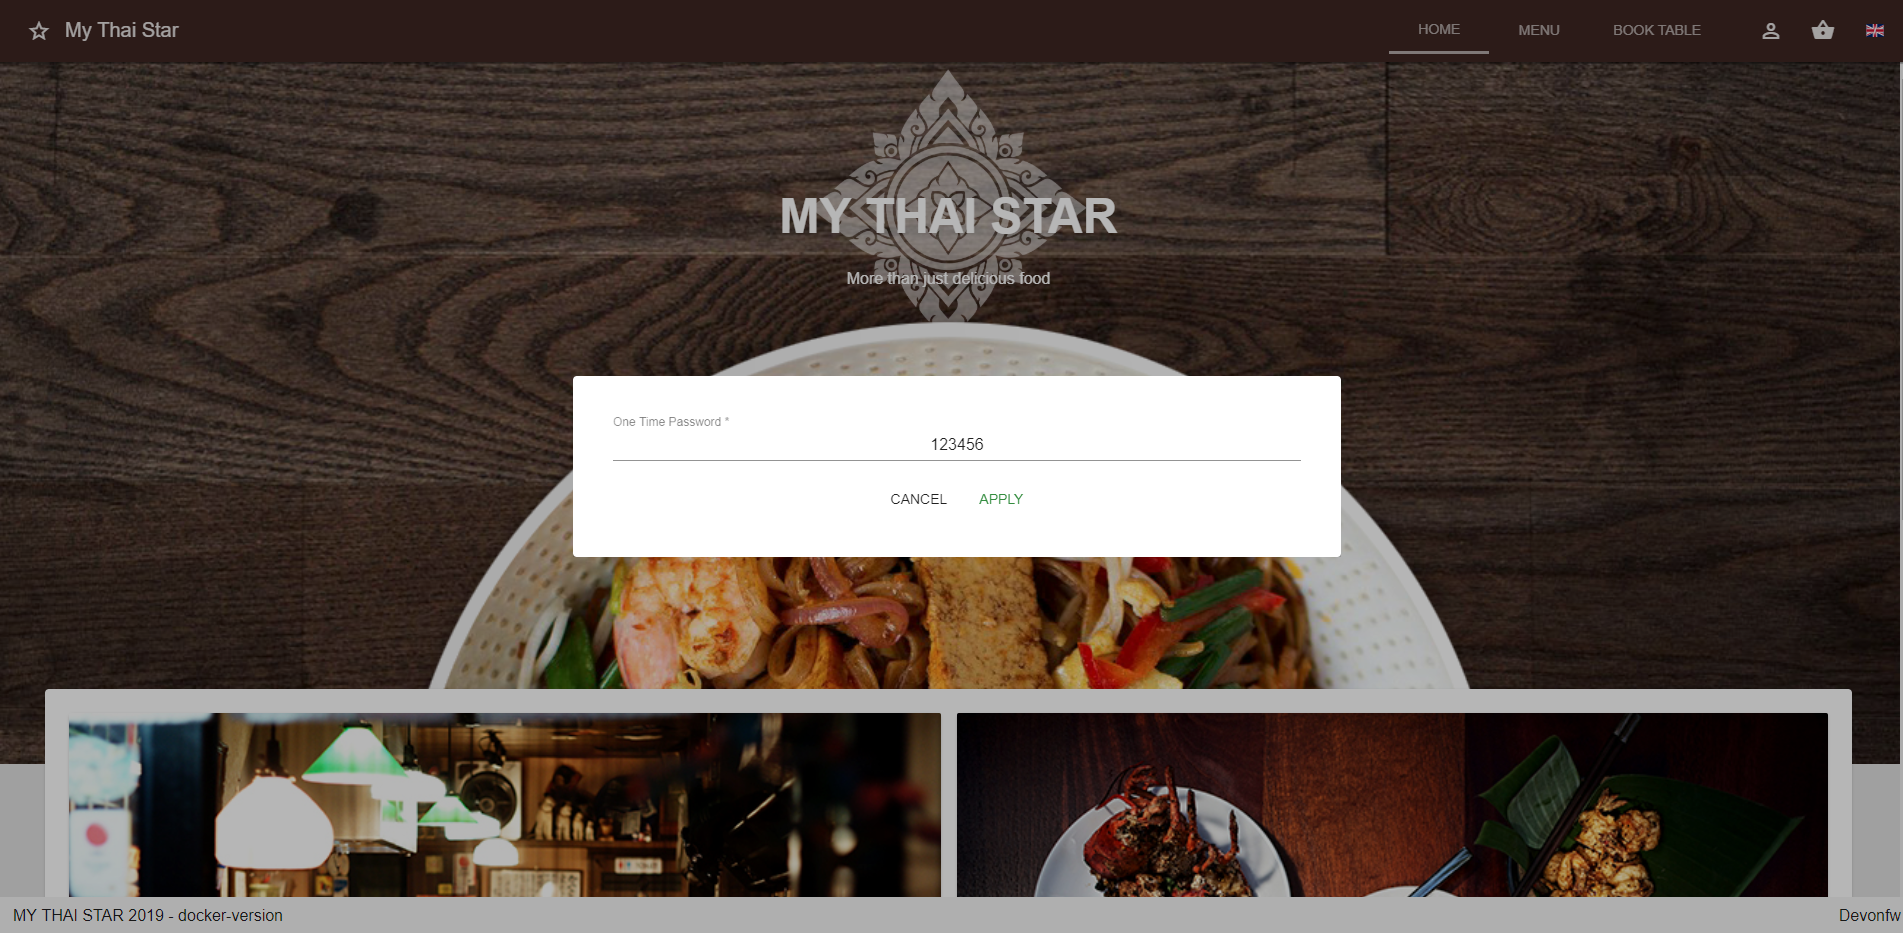 My Thai Star
HOME
MENU
BOOK TABLE
MY THAI STAR
More than just delicious food
One Time Password *
123456
CANCEL
APPLY
MY THAI STAR 2019 - docker-version
Devonfw